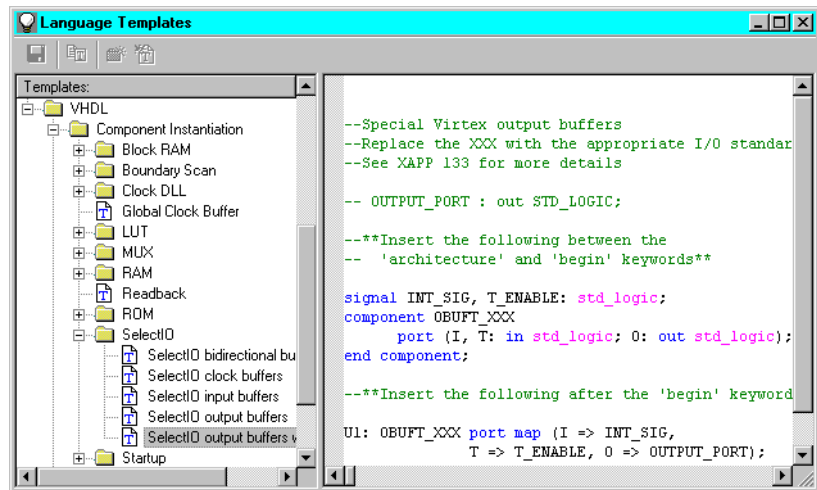 Language Templates
Templates:
VHDL
Component Instantiation
Block RAM
Boundary Scan
Clock DLL
Global Clock Buffer
LUT
MUX
RAM
Readback
ROM
SelectIO
SelectIO bidirectional bu
SelectIO clock buffers
SelectIO input buffers
SelectIO output buffers
SelectIO output buffers v
Startup
--Special Virtex output buffers
--Replace the XXX with the appropriate I/O standar
--See XAPP 133 for more details
-- OUTPUT_PORT : out STD_LOGIC;
--**Insert the following between the
-- 'architecture' and 'begin' keywords**
signal INT_SIG, T_ENABLE: std_logic;
component OBUFT_XXX
port (I, T: in std_logic; O: out std_logic);
end component;
--**Insert the following after the 'begin' keyword
U1: OBUFT_XXX port map (I => INT_SIG,
T => T_ENABLE, O => OUTPUT_PORT);